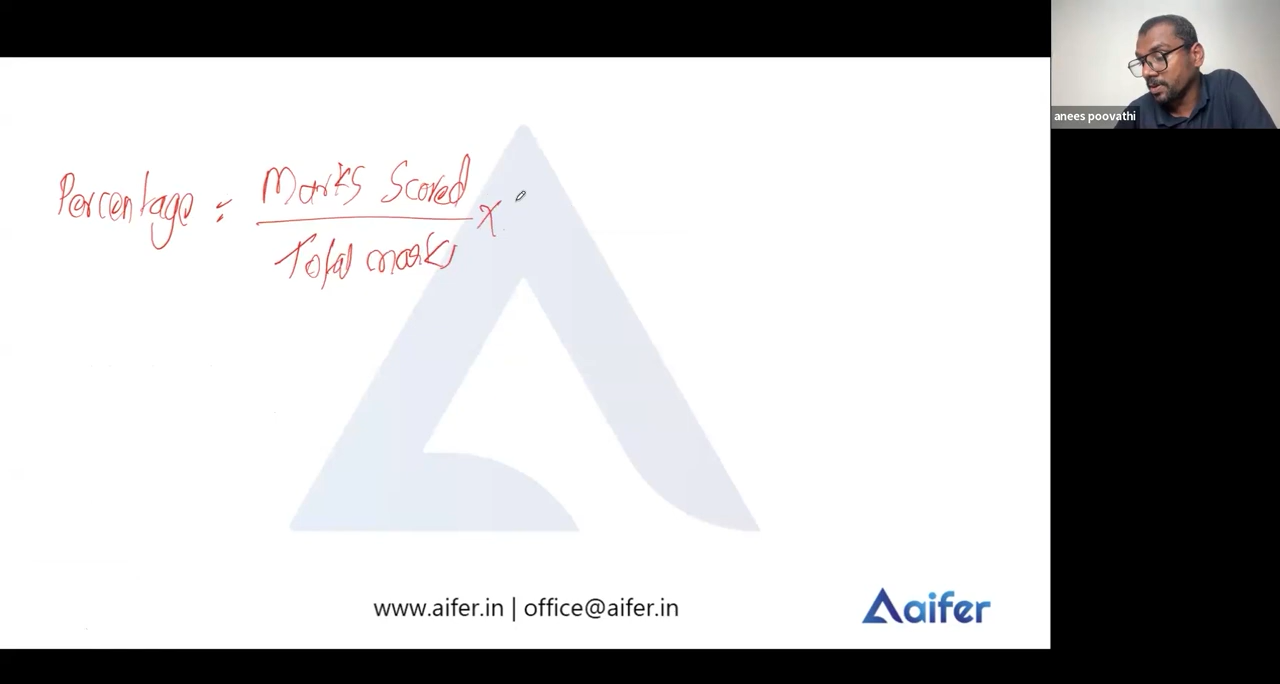 anees poovathi
Percentage = Marks Scored
Total marks ×
www.aifer.in | office@aifer.in
aifer